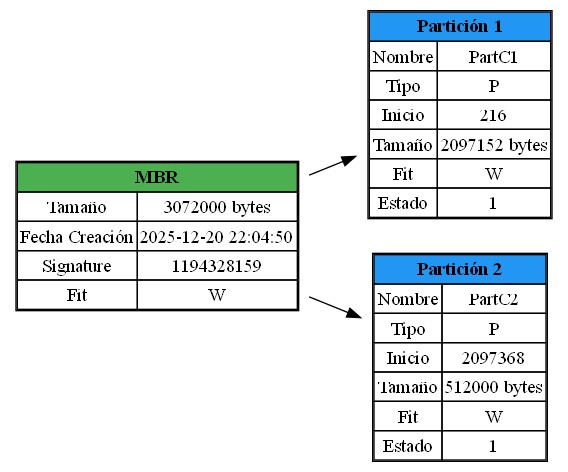 MBR
Tamaño 3072000 bytes
Fecha Creación 2025-12-20 22:04:50
Signature 1194328159
Fit W
Partición 1
Nombre PartC1
Tipo P
Inicio 216
Tamaño 2097152 bytes
Fit W
Estado 1
Partición 2
Nombre PartC2
Tipo P
Inicio 2097368
Tamaño 512000 bytes
Fit W
Estado 1